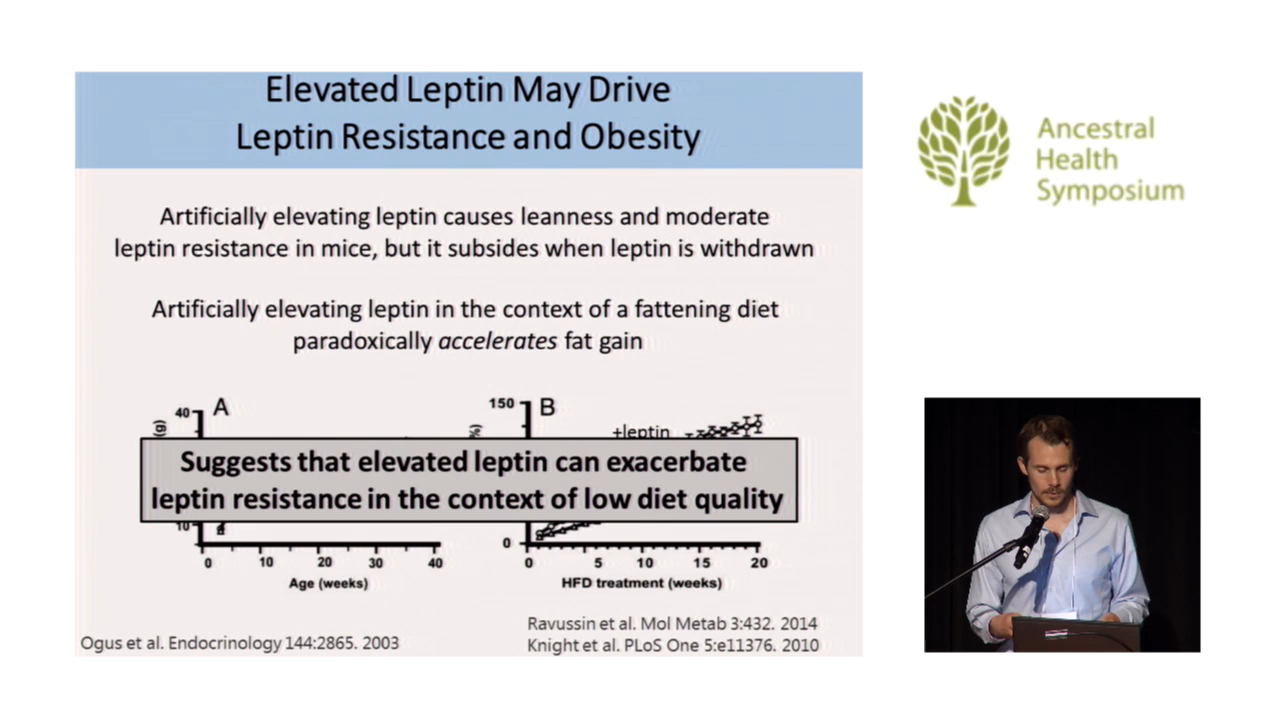 Elevated Leptin May Drive
Leptin Resistance and Obesity
Artificially elevating leptin causes leanness and moderate
leptin resistance in mice, but it subsides when leptin is withdrawn
Artificially elevating leptin in the context of a fattening diet
paradoxically accelerates fat gain
40
A
(g)
150
B
%)
+leptin
Suggests that elevated leptin can exacerbate
leptin resistance in the context of low diet quality
10
0
0 10 20 30 40
Age (weeks)
0 5 10 15 20
HFD treatment (weeks)
Ogus et al. Endocrinology 144:2865. 2003
Ravussin et al. Mol Metab 3:432. 2014
Knight et al. PLoS One 5:e11376. 2010
Ancestral
Health
Symposium